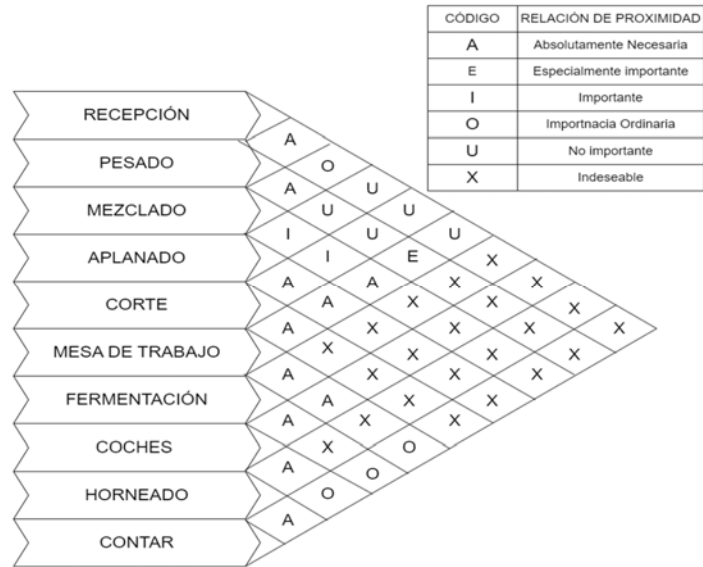 CÓDIGO RELACIÓN DE PROXIMIDAD
A Absolutamente Necesaria
E Especialmente importante
I Importante
O Importnacia Ordinaria
U No importante
X Indeseable
RECEPCIÓN
A
PESADO O
A U
MEZCLADO U U
I U U
APLANADO I E X
A A X X
CORTE A X X X
A X X X X
MESA DE TRABAJO X X X X
A X X X
FERMENTACIÓN A X X
A X X
COCHES X O
A O
HORNEADO O
A
CONTAR